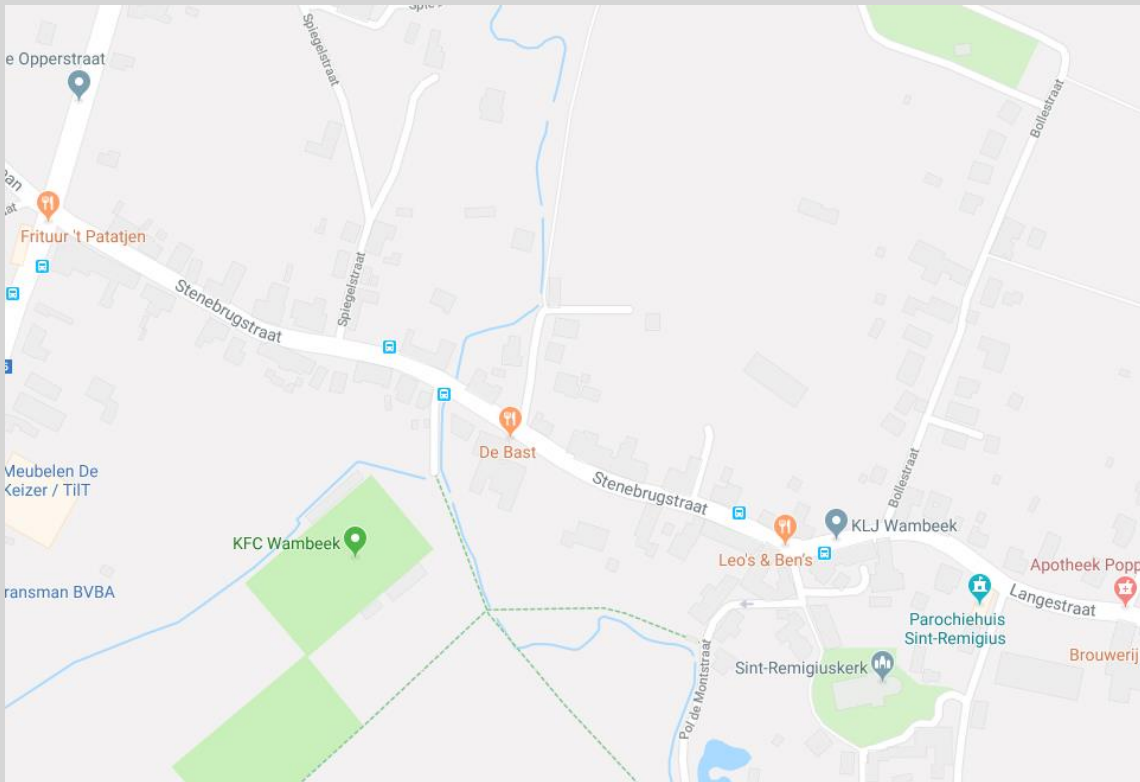 Spiegelstraat
e Opperstraat
Bollestraat
Frituur 't Patatjen
Stenebrugstraat
Spiegelstraat
De Bast
Meubelen De
Keizer / TilT
Stenebrugstraat
Bollestraat
KFC Wambeek
KLJ Wambeek
Leo's & Ben's
Apotheek Popp
ransman BVBA
Langestraat
Parochiehuis
Sint-Remigius
Brouwerij
Sint-Remigiuskerk
Pol de Montstraat